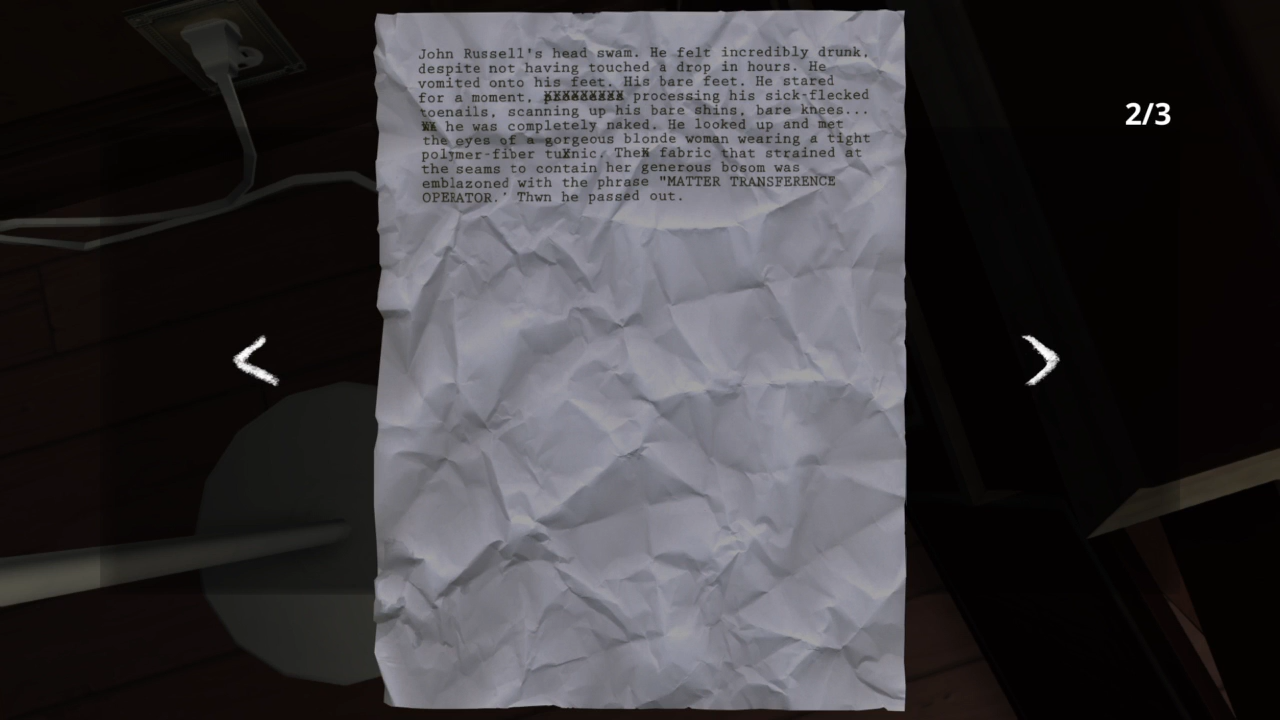 John Russell's head swam. He felt incredibly drunk,
despite not having touched a drop in hours. He
vomited onto his feet. His bare feet. He stared
for a moment, processing his sick-flecked
toenails, scanning up his bare shins, bare knees...
he was completely naked. He looked up and met
the eyes of a gorgeous blonde woman wearing a tight
polymer-fiber tuXnic. TheX fabric that strained at
the seams to contain her generous bosom was
emblazoned with the phrase "MATTER TRANSFERENCE
OPERATOR.' Thwn he passed out.
2/3